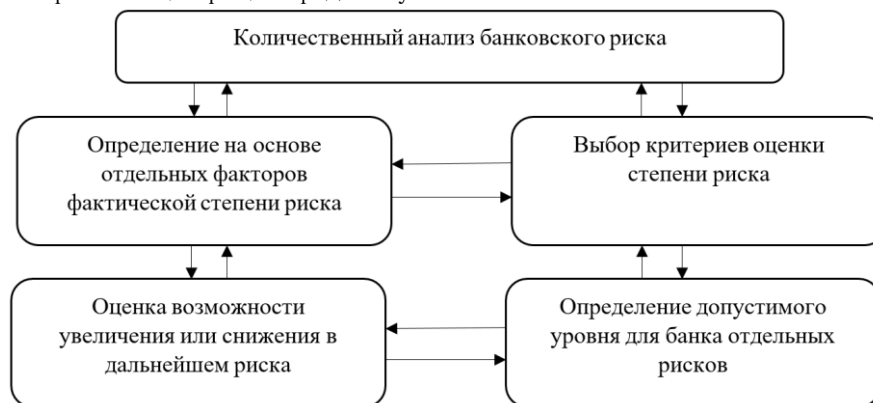 Количественный анализ банковского риска
Определение на основе
отдельных факторов
фактической степени риска
Выбор критериев оценки
степени риска
Оценка возможности
увеличения или снижения в
дальнейшем риска
Определение допустимого
уровня для банка отдельных
рисков